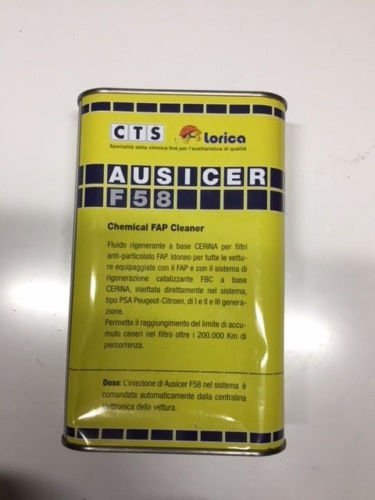 CTS Lorica
Specialità della chimica fine per l'ausiliaristica di qualità
AUSICER
F58
Chemical FAP Cleaner
Fluido rigenerante a base CERINA per filtri
anti-particolato FAP. Idoneo per tutte le vettu-
re equipaggiate con il FAP e con il sistema di
rigenerazione catalizzante FBC a base
CERINA, iniettata direttamente nel sistema,
tipo PSA Peugeot-Citroen, di I e II e III genera-
zione.
Permette il raggiungimento del limite di accu-
mulo ceneri nel filtro oltre i 200.000 Km di
percorrenza.
Dose: L'iniezione di Ausicer F58 nel sistema è
comandata automaticamente dalla centralina
elettronica della vettura.